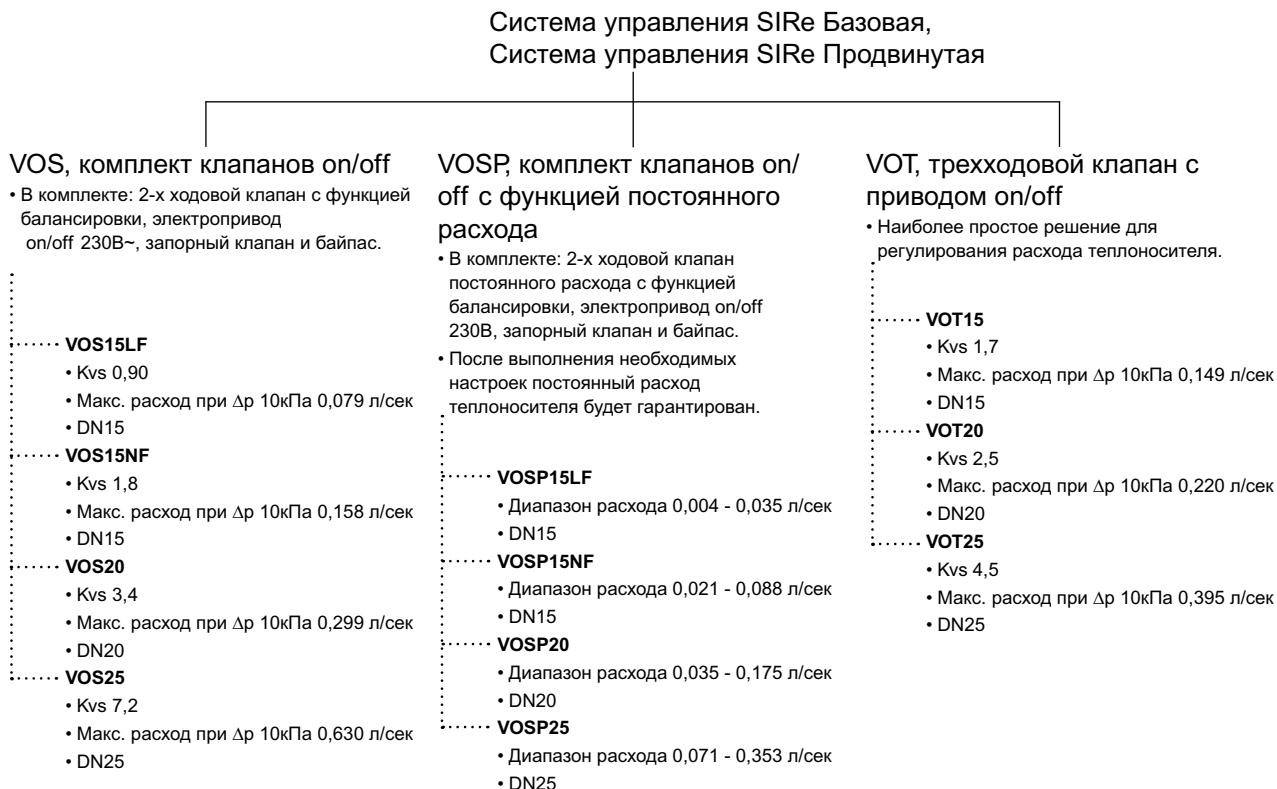 Система управления SIRe Базовая,
Система управления SIRe Продвинутая
VOS, комплект клапанов on/off
• В комплекте: 2-х ходовой клапан с функцией
балансировки, электропривод
on/off 230В~, запорный клапан и байпас.
VOS15LF
• Kvs 0,90
• Макс. расход при Δp 10кПа 0,079 л/сек
• DN15
VOS15NF
• Kvs 1,8
• Макс. расход при Δp 10кПа 0,158 л/сек
• DN15
VOS20
• Kvs 3,4
• Макс. расход при Δp 10кПа 0,299 л/сек
• DN20
VOS25
• Kvs 7,2
• Макс. расход при Δp 10кПа 0,630 л/сек
• DN25
VOSP, комплект клапанов on/
off с функцией постоянного
расхода
• В комплекте: 2-х ходовой клапан
постоянного расхода с функцией
балансировки, электропривод on/off
230В, запорный клапан и байпас.
• После выполнения необходимых
настроек постоянный расход
теплоносителя будет гарантирован.
VOSP15LF
• Диапазон расхода 0,004 - 0,035 л/сек
• DN15
VOSP15NF
• Диапазон расхода 0,021 - 0,088 л/сек
• DN15
VOSP20
• Диапазон расхода 0,035 - 0,175 л/сек
• DN20
VOSP25
• Диапазон расхода 0,071 - 0,353 л/сек
• DN25
VOT, трехходовой клапан с
приводом on/off
• Наиболее простое решение для
регулирования расхода теплоносителя.
VOT15
• Kvs 1,7
• Макс. расход при Δp 10кПа 0,149 л/сек
• DN15
VOT20
• Kvs 2,5
• Макс. расход при Δp 10кПа 0,220 л/сек
• DN20
VOT25
• Kvs 4,5
• Макс. расход при Δp 10кПа 0,395 л/сек
• DN25